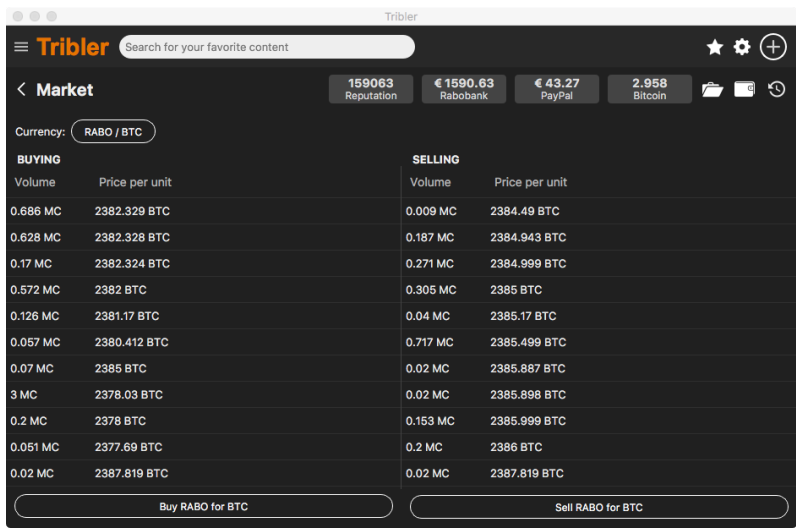 Tribler
Tribler Search for your favorite content
Market 159063 € 1590.63 € 43.27 2.958
Reputation Rabobank PayPal Bitcoin
Currency: RABO / BTC
BUYING SELLING
Volume Price per unit Volume Price per unit
0.686 MC 2382.329 BTC 0.009 MC 2384.49 BTC
0.628 MC 2382.328 BTC 0.187 MC 2384.943 BTC
0.17 MC 2382.324 BTC 0.271 MC 2384.999 BTC
0.572 MC 2382 BTC 0.305 MC 2385 BTC
0.126 MC 2381.17 BTC 0.04 MC 2385.17 BTC
0.057 MC 2380.412 BTC 0.717 MC 2385.499 BTC
0.07 MC 2385 BTC 0.02 MC 2385.887 BTC
3 MC 2378.03 BTC 0.02 MC 2385.898 BTC
0.2 MC 2378 BTC 0.153 MC 2385.999 BTC
0.051 MC 2377.69 BTC 0.2 MC 2386 BTC
0.02 MC 2387.819 BTC 0.02 MC 2387.819 BTC
Buy RABO for BTC Sell RABO for BTC